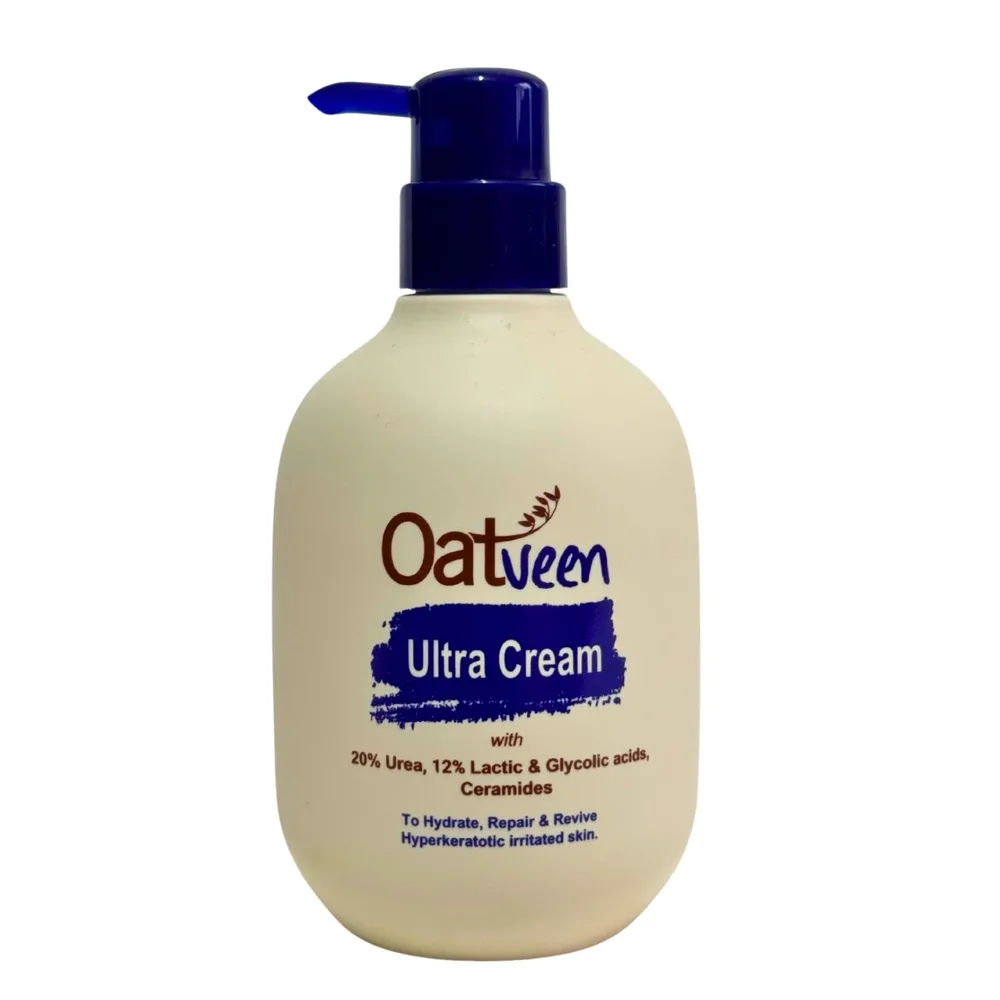 Oatveen
Ultra Cream
with
20% Urea, 12% Lactic & Glycolic acids,
Ceramides
To Hydrate, Repair & Revive
Hyperkeratotic irritated skin.